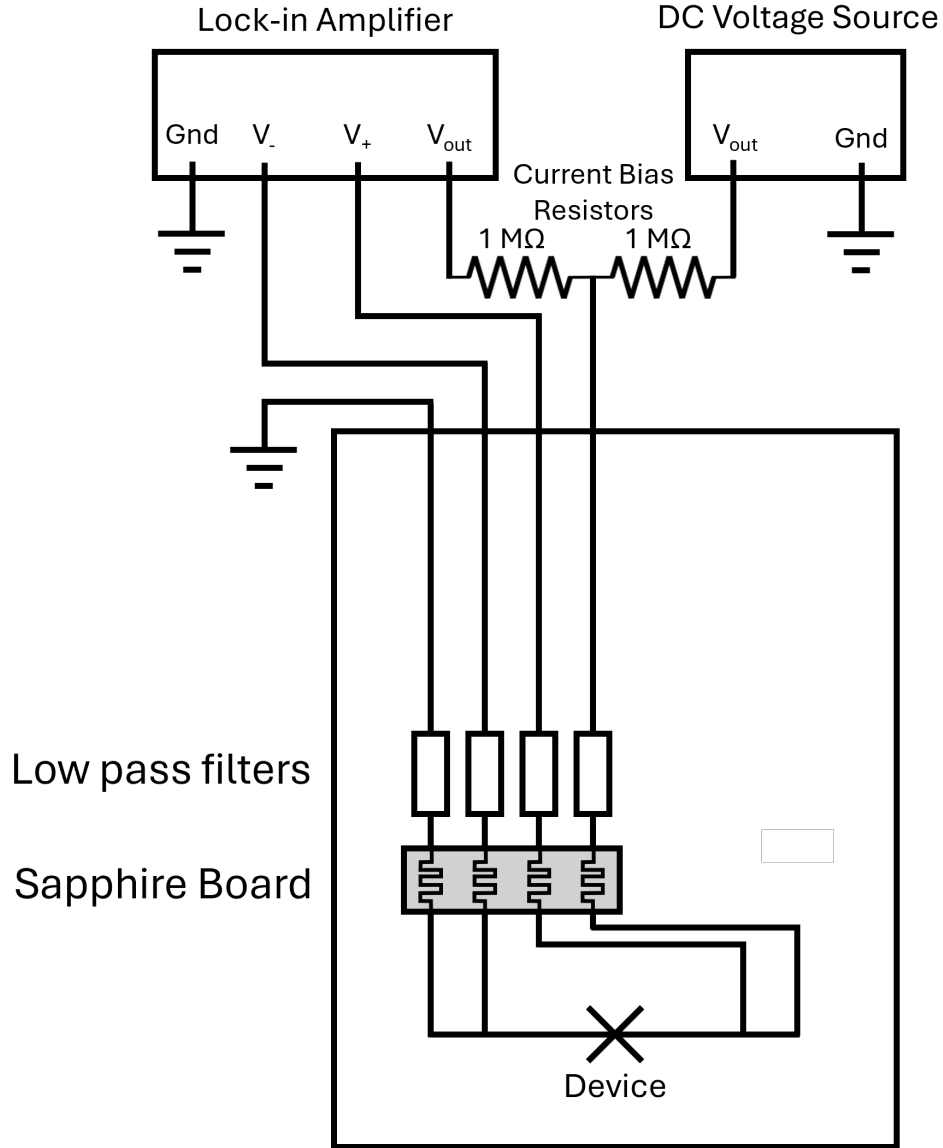 Lock-in Amplifier
DC Voltage Source
Gnd
V-
V+
Vout
Vout
Gnd
Current Bias
Resistors
1 MΩ
1 MΩ
Low pass filters
Sapphire Board
Device